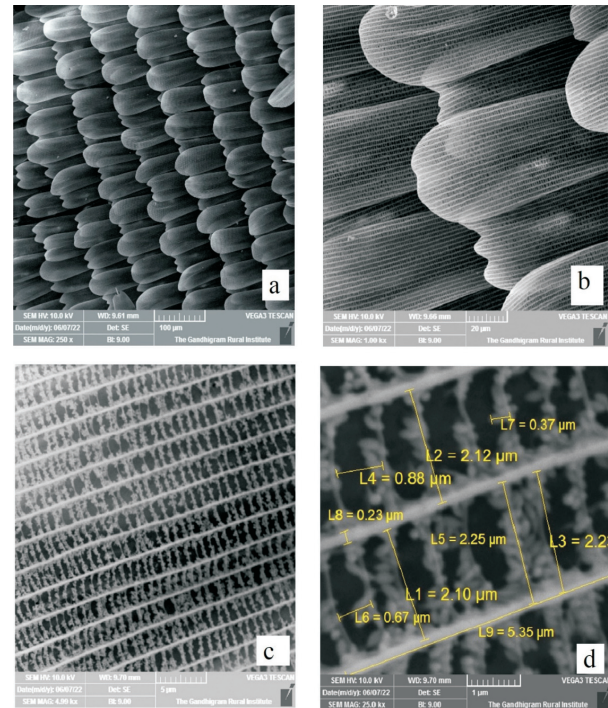 a
SEM HV: 10.0 kV WD: 9.61 mm VEGA3 TESCAN
Date(m/d/y): 06/07/22 Det: SE 100 µm
SEM MAG: 250 x BI: 9.00 The Gandhigram Rural Institute
b
SEM HV: 10.0 kV WD: 9.66 mm VEGA3 TESCAN
Date(m/d/y): 06/07/22 Det: SE 20 µm
SEM MAG: 1.00 kx BI: 9.00 The Gandhigram Rural Institute
c
SEM HV: 10.0 kV WD: 9.70 mm VEGA3 TESCAN
Date(m/d/y): 06/07/22 Det: SE 5 µm
SEM MAG: 4.99 kx BI: 9.00 The Gandhigram Rural Institute
L7 = 0.37 µm
L2 = 2.12 µm
L4 = 0.88 µm
L8 = 0.23 µm
L5 = 2.25 µm
L3 = 2.2
L1 = 2.10 µm
L6 = 0.67 µm
L9 = 5.35 µm
d
SEM HV: 10.0 kV WD: 9.70 mm VEGA3 TESCAN
Date(m/d/y): 06/07/22 Det: SE 1 µm
SEM MAG: 25.0 kx BI: 9.00 The Gandhigram Rural Institute